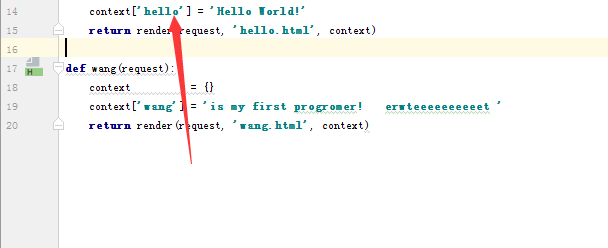 14 context['hello'] = 'Hello World!'
15 return render(request, 'hello.html', context)
16
17 def wang(request):
18 context = {}
19 context['wang'] = 'is my first progromer! erwteeeeeeeeeet '
20 return render(request, 'wang.html', context)
H